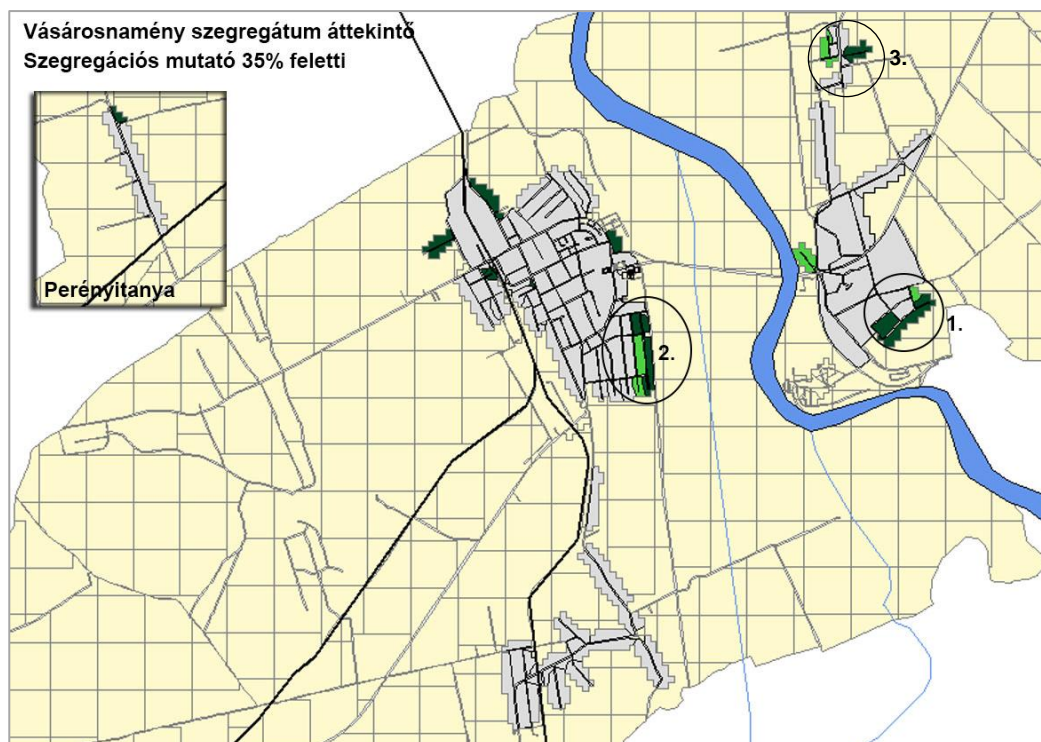 Vásárosnamény szegregátum áttekintő
Szegregációs mutató 35% feletti
3.
Perényitanya
1.
2.